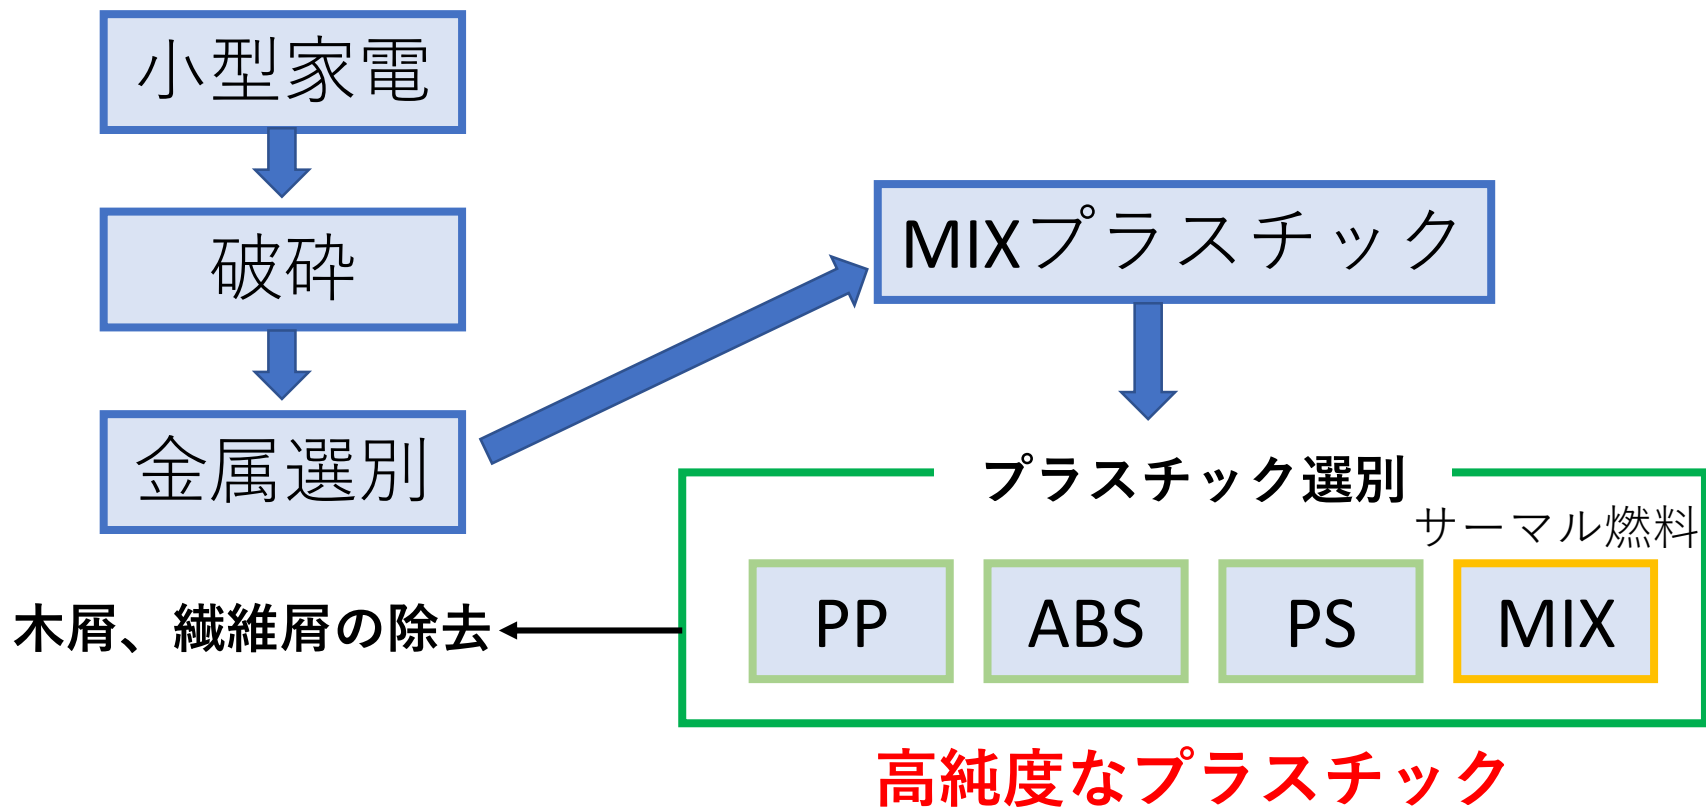 小型家電
破砕
金属選別
MIXプラスチック
プラスチック選別
サーマル燃料
PP
ABS
PS
MIX
木屑、繊維屑の除去
高純度なプラスチック